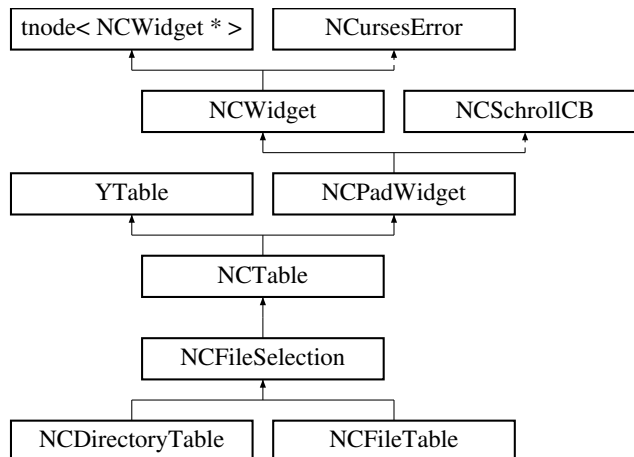 tnode< NCWidget * >
NCursesError
NCWidget
NCSchrollCB
YTable
NCPadWidget
NCTable
NCFileSelection
NCDirectoryTable
NCFileTable